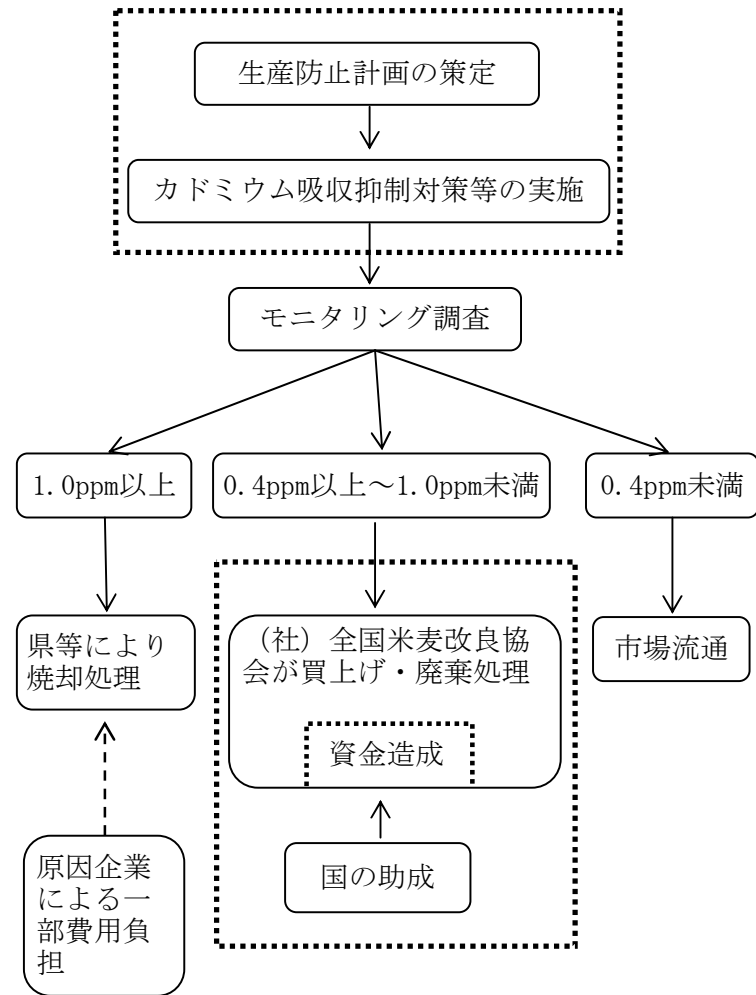 生産防止計画の策定
カドミウム吸収抑制対策等の実施
モニタリング調査
1.0ppm以上
0.4ppm以上～1.0ppm未満
0.4ppm未満
県等により
焼却処理
（社）全国米麦改良協
会が買上げ・廃棄処理
市場流通
資金造成
国の助成
原因企業
による一
部費用負
担